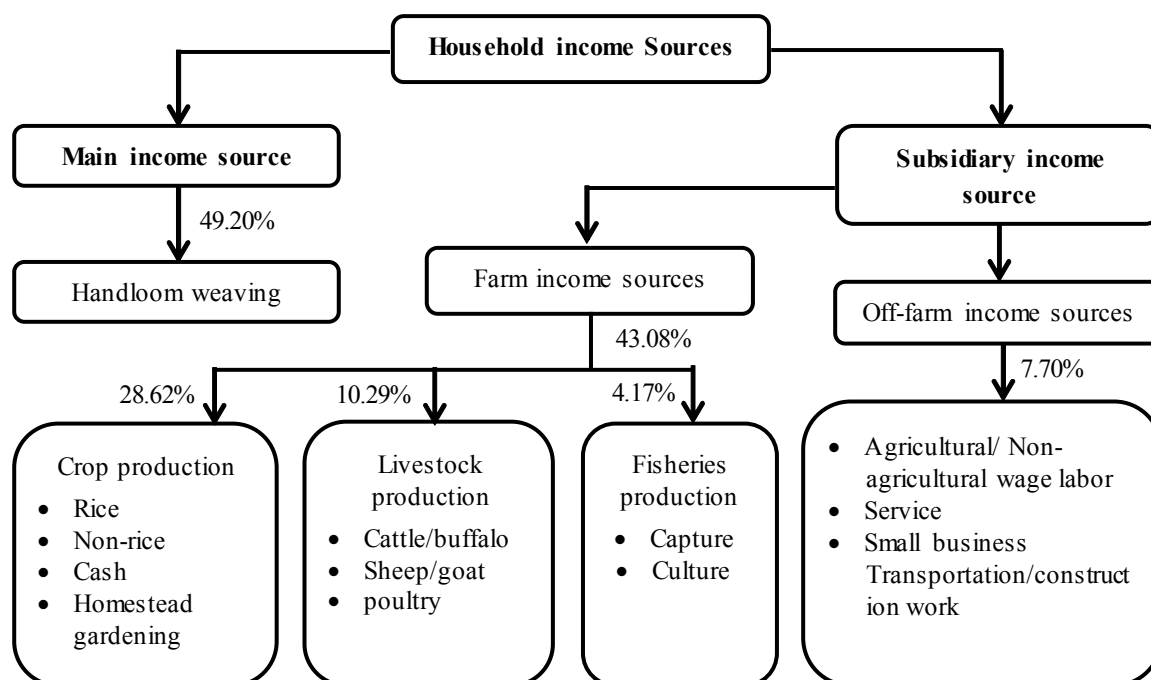 Household income Sources
Main income source
Subsidiary income
source
49.20%
Handloom weaving
Farm income sources
Off-farm income sources
43.08%
7.70%
28.62%
10.29%
4.17%
Crop production
• Rice
• Non-rice
• Cash
• Homestead
gardening
Livestock
production
• Cattle/buffalo
• Sheep/goat
• poultry
Fisheries
production
• Capture
• Culture
• Agricultural/ Non-
agricultural wage labor
• Service
• Small business
Transportation/construct
ion work